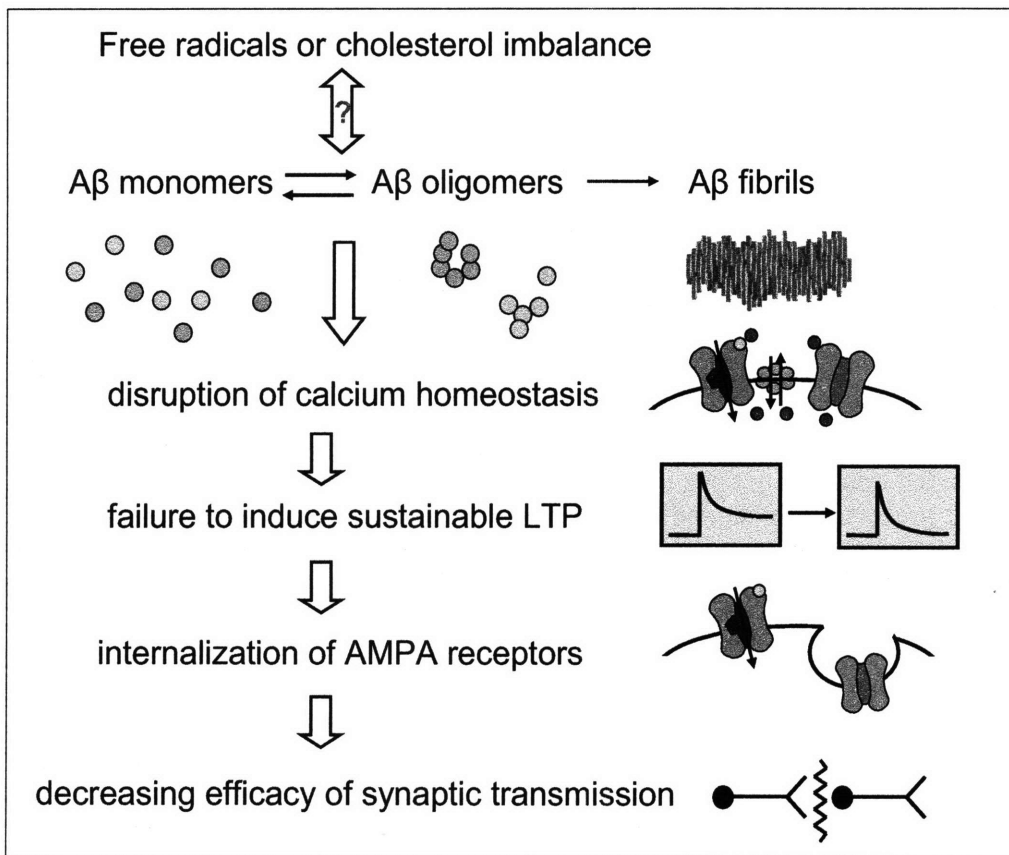 Free radicals or cholesterol imbalance
?
Aβ monomers Aβ oligomers Aβ fibrils
disruption of calcium homeostasis
failure to induce sustainable LTP
internalization of AMPA receptors
decreasing efficacy of synaptic transmission